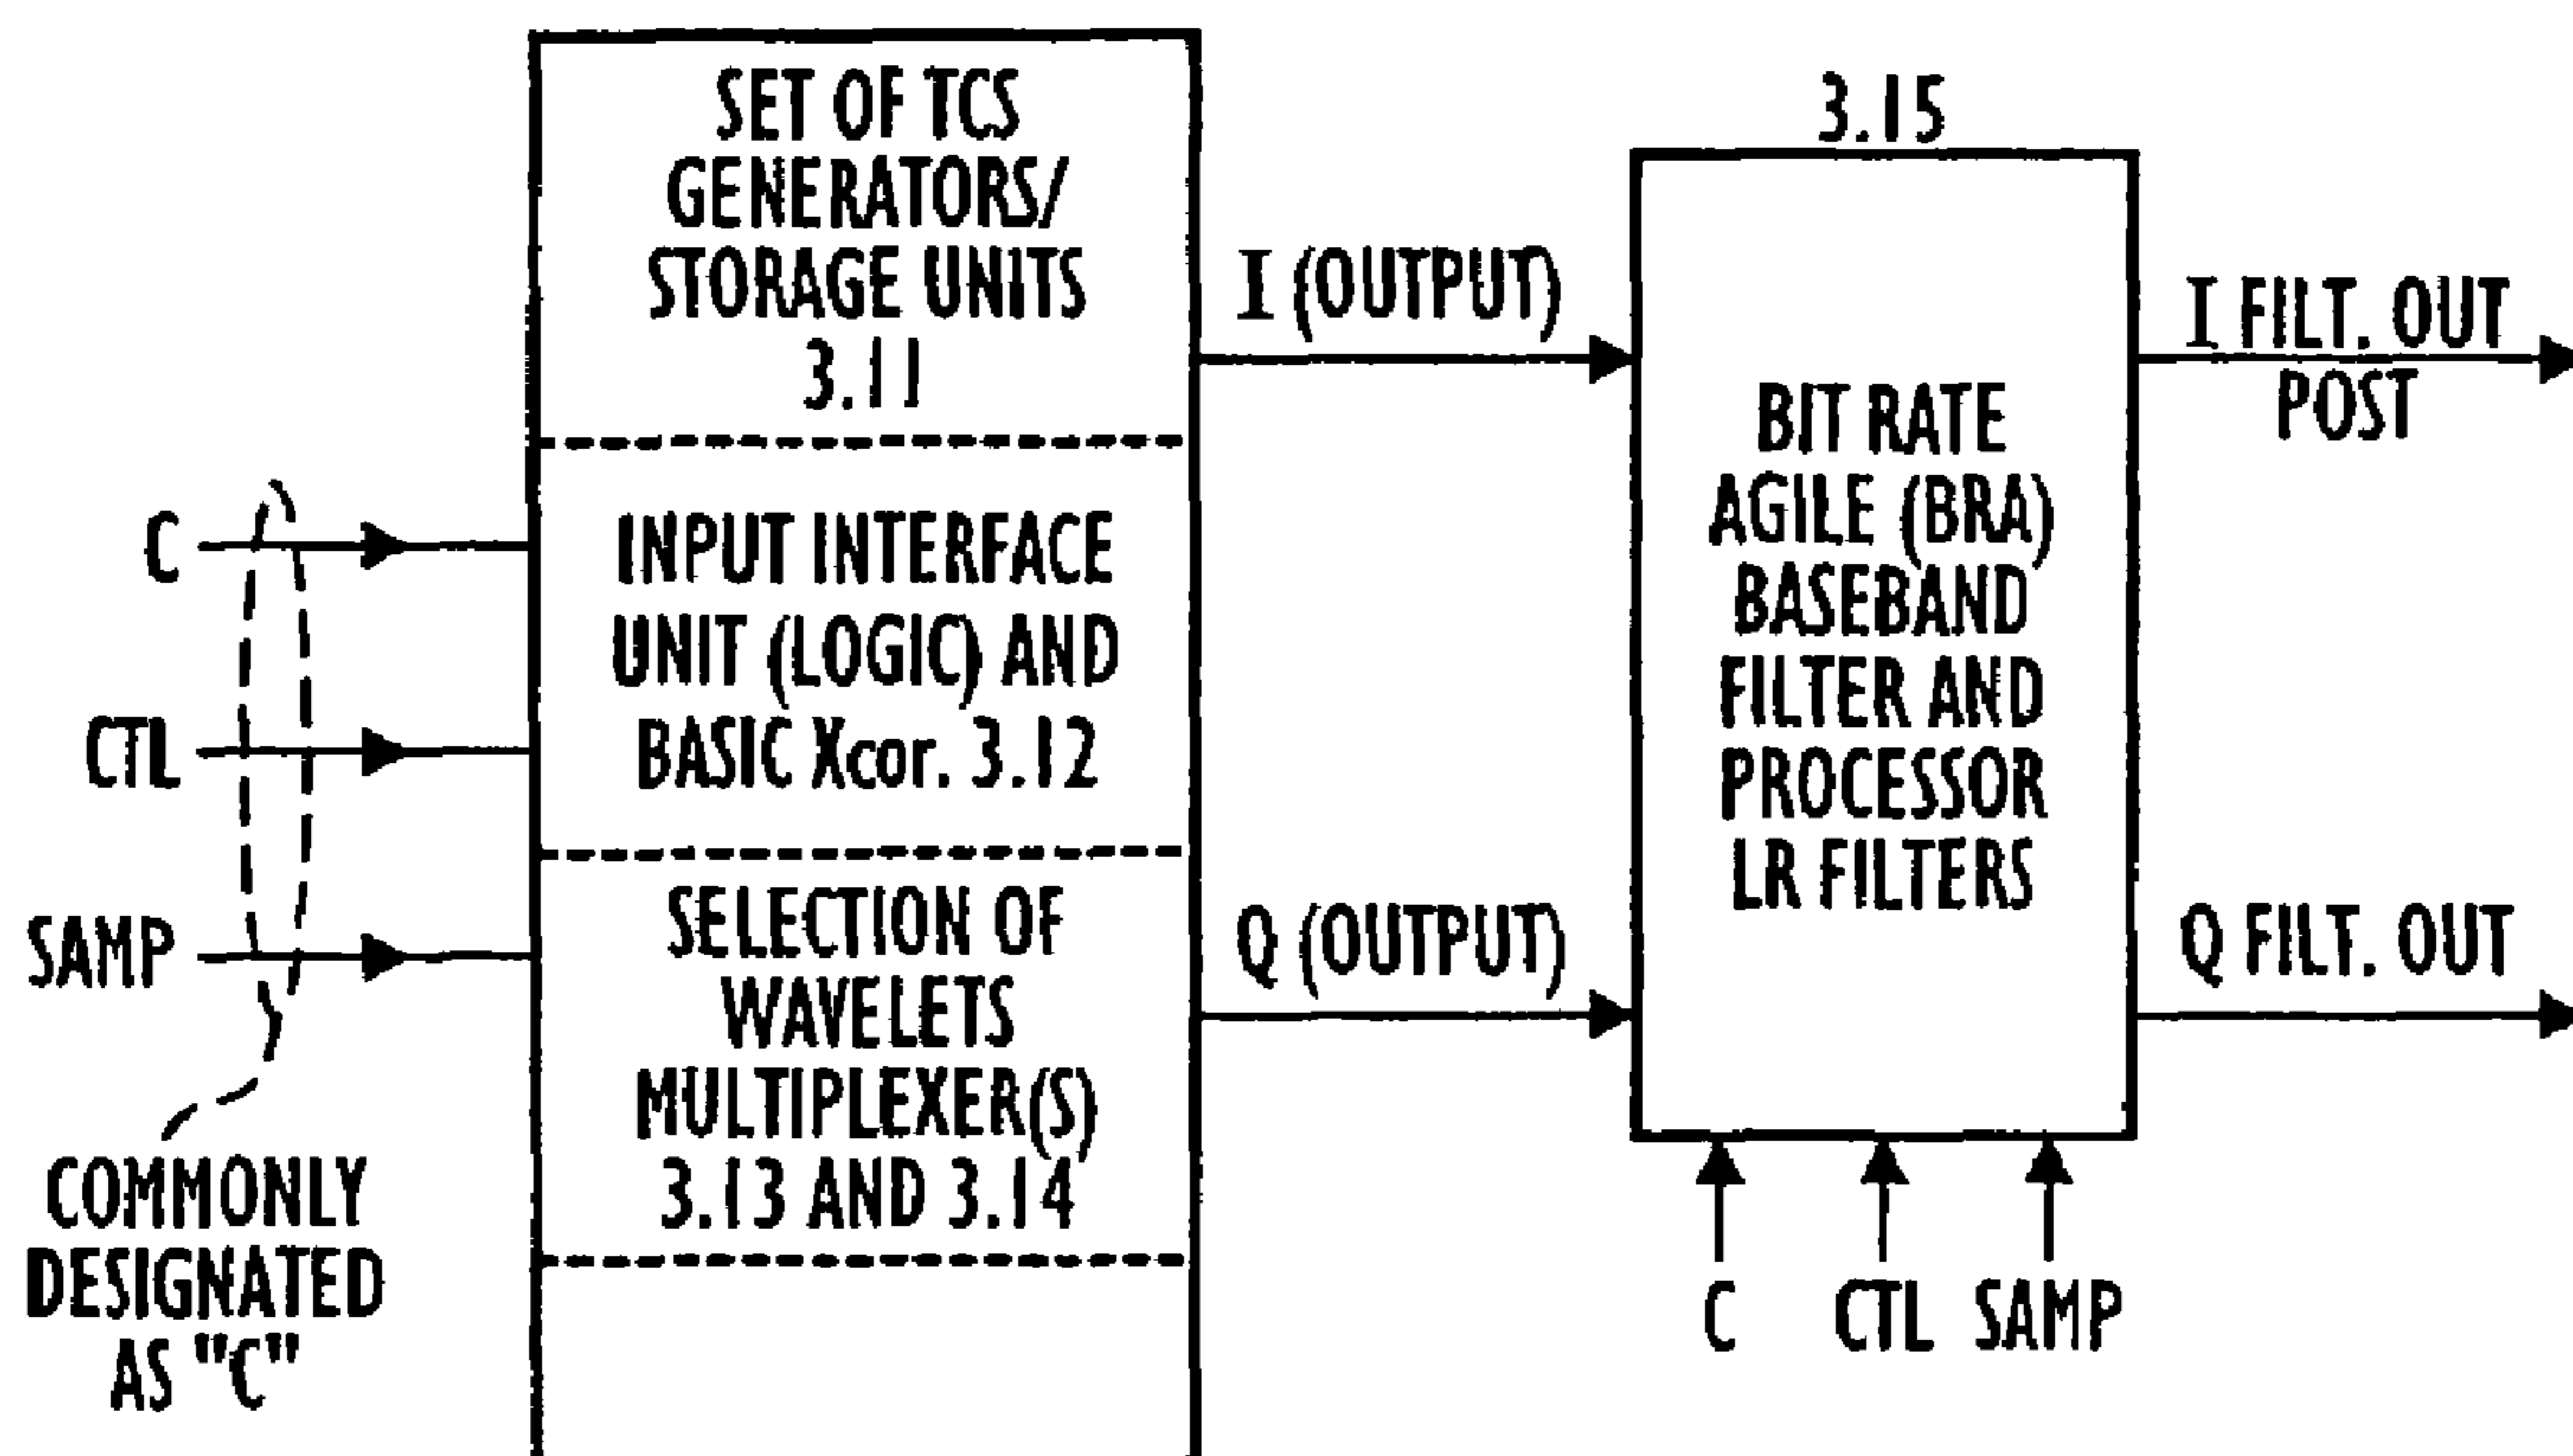 SET OF TCS
GENERATORS/
STORAGE UNITS
3.11
INPUT INTERFACE
UNIT (LOGIC) AND
BASIC Xcor. 3.12
SELECTION OF
WAVELETS
MULTIPLEXER(S)
3.13 AND 3.14
C
CTL
SAMP
COMMONLY
DESIGNATED
AS "C"
I (OUTPUT)
Q (OUTPUT)
3.15
BIT RATE
AGILE (BRA)
BASEBAND
FILTER AND
PROCESSOR
LR FILTERS
C CTL SAMP
I FILT. OUT
POST
Q FILT. OUT